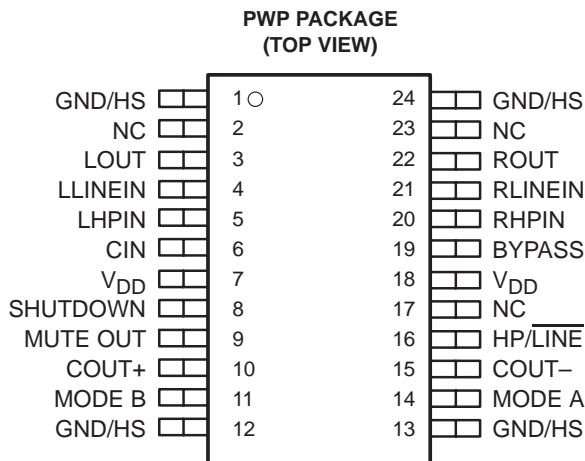 PWP PACKAGE
(TOP VIEW)
GND/HS 1 24 GND/HS
NC 2 23 NC
LOUT 3 22 ROUT
LLINEIN 4 21 RLINEIN
LHPIN 5 20 RHPIN
CIN 6 19 BYPASS
VDD 7 18 VDD
SHUTDOWN 8 17 NC
MUTE OUT 9 16 HP/LINE
COUT+ 10 15 COUT–
MODE B 11 14 MODE A
GND/HS 12 13 GND/HS